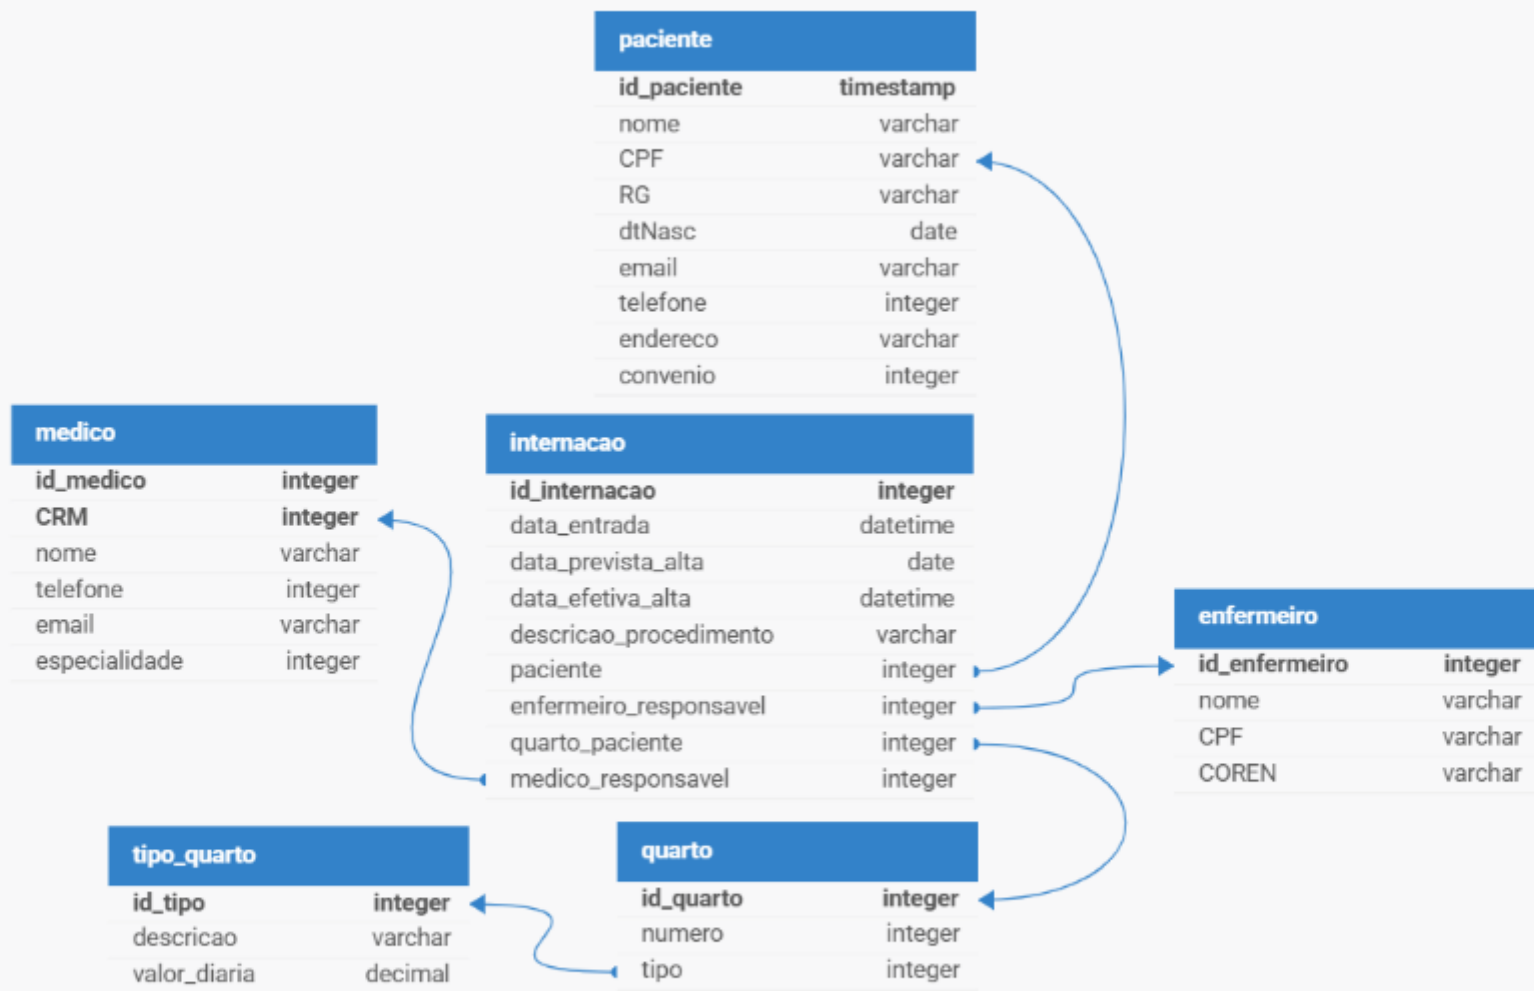 paciente
id_paciente timestamp
nome varchar
CPF varchar
RG varchar
dtNasc date
email varchar
telefone integer
endereco varchar
convenio integer
medico
id_medico integer
CRM integer
nome varchar
telefone integer
email varchar
especialidade integer
internacao
id_internacao integer
data_entrada datetime
data_prevista_alta date
data_efetiva_alta datetime
descricao_procedimento varchar
paciente integer
enfermeiro_responsavel integer
quarto_paciente integer
medico_responsavel integer
enfermeiro
id_enfermeiro integer
nome varchar
CPF varchar
COREN varchar
tipo_quarto
id_tipo integer
descricao varchar
valor_diaria decimal
quarto
id_quarto integer
numero integer
tipo integer